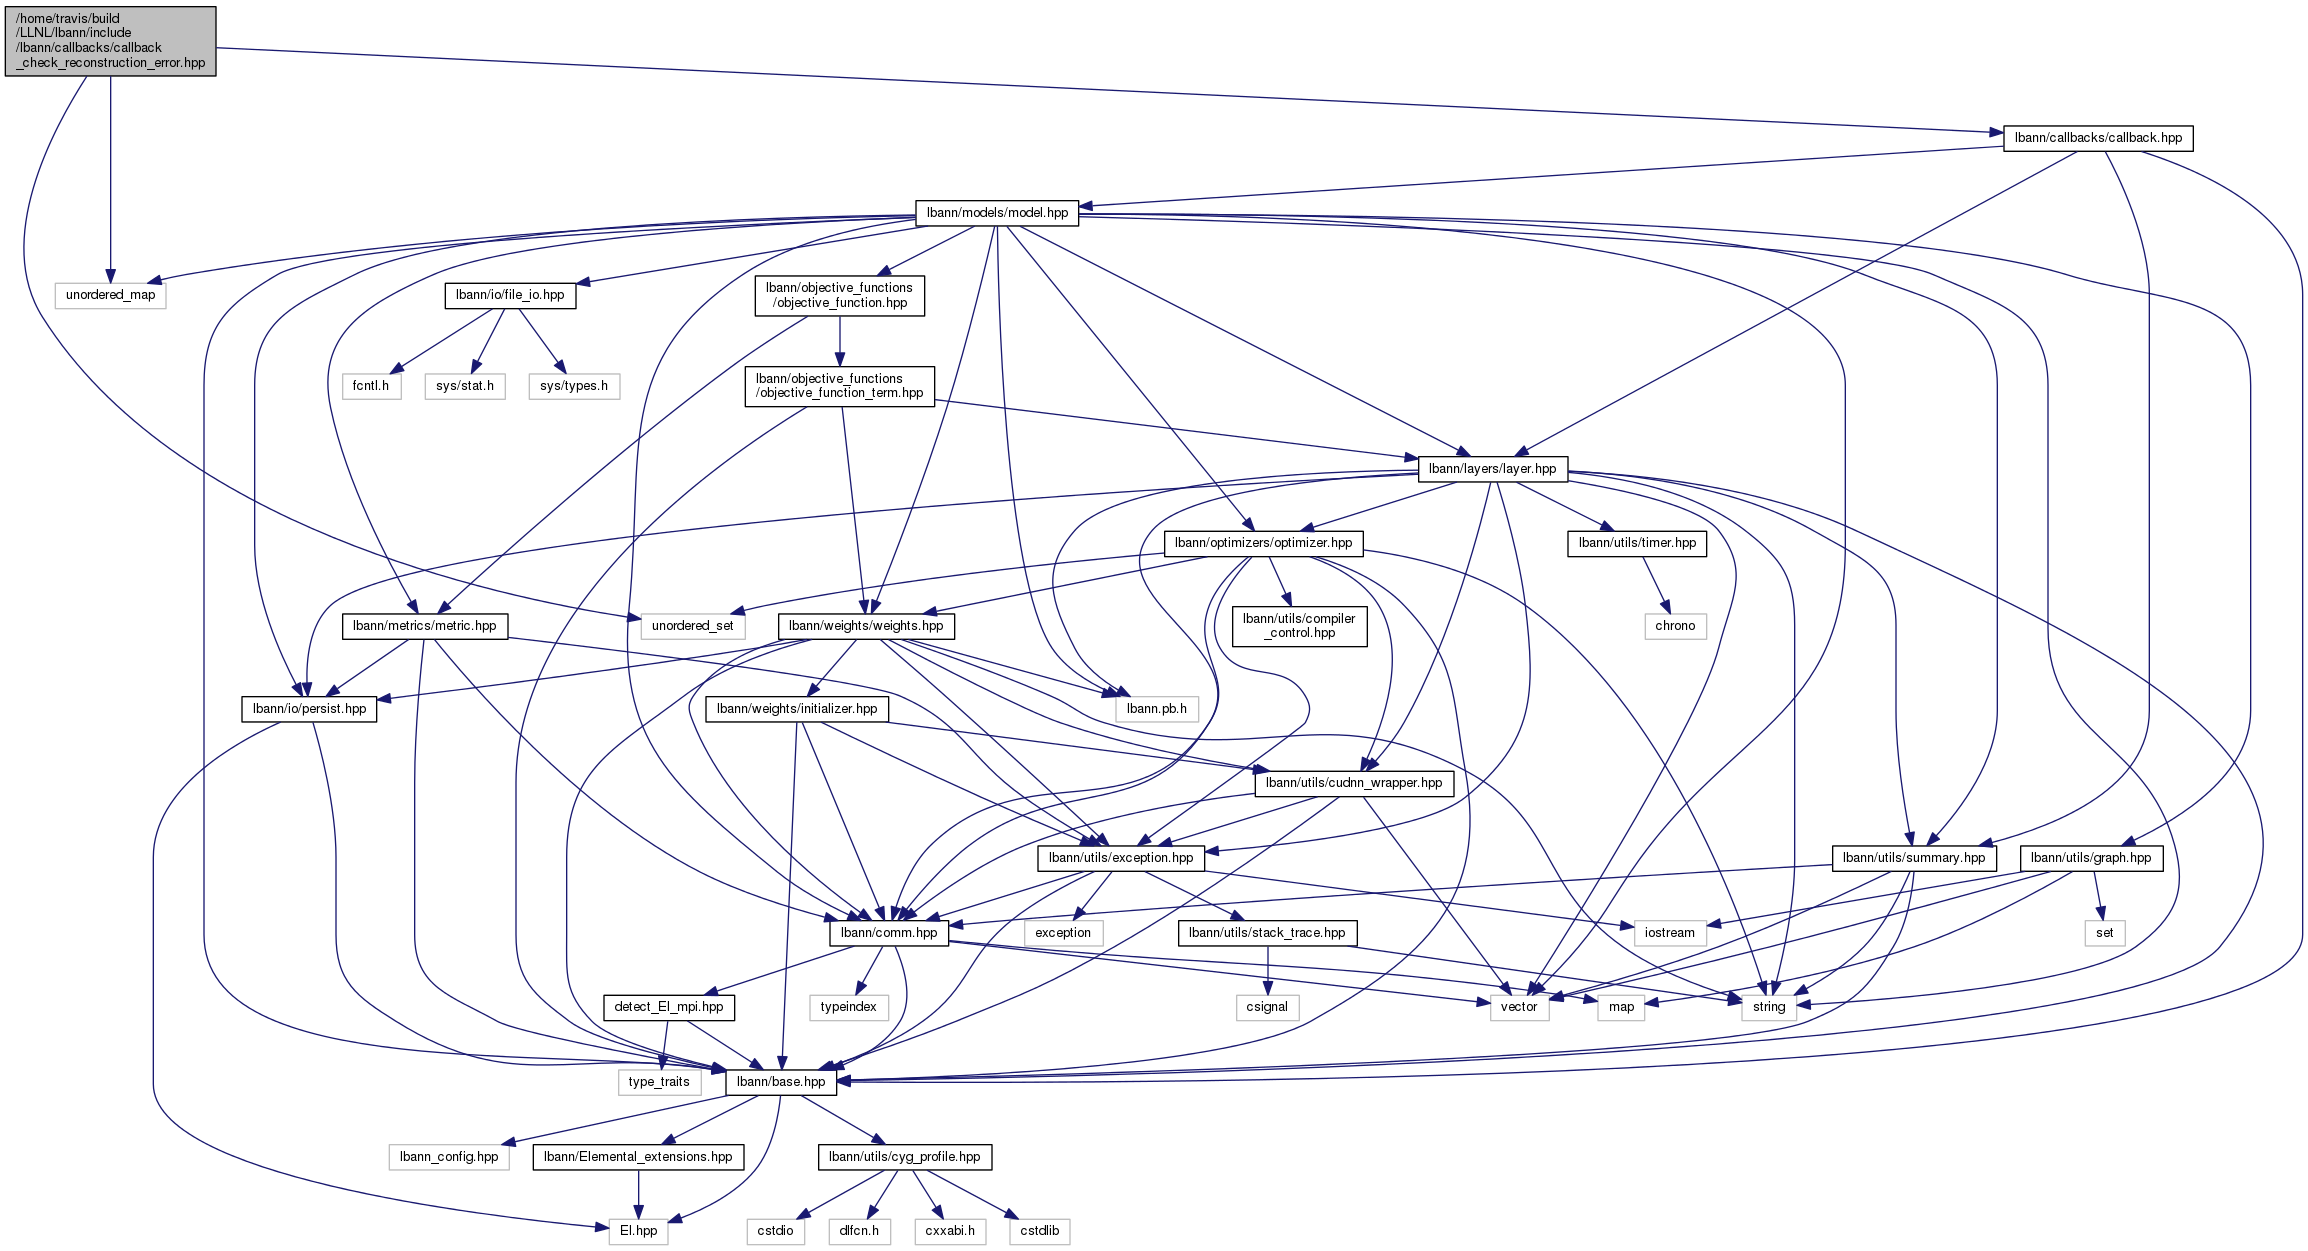 /home/travis/build
/LLNL/lbann/include
/lbann/callbacks/callback
_check_reconstruction_error.hpp
lbann/callbacks/callback.hpp
lbann/models/model.hpp
unordered_map
lbann/io/file_io.hpp
lbann/objective_functions
/objective_function.hpp
fcntl.h
sys/stat.h
sys/types.h
lbann/objective_functions
/objective_function_term.hpp
lbann/layers/layer.hpp
lbann/optimizers/optimizer.hpp
lbann/utils/timer.hpp
lbann/metrics/metric.hpp
unordered_set
lbann/weights/weights.hpp
lbann/utils/compiler
_control.hpp
chrono
lbann/io/persist.hpp
lbann/weights/initializer.hpp
lbann.pb.h
lbann/utils/cudnn_wrapper.hpp
lbann/utils/exception.hpp
lbann/utils/summary.hpp
lbann/utils/graph.hpp
lbann/comm.hpp
exception
lbann/utils/stack_trace.hpp
iostream
set
detect_El_mpi.hpp
typeindex
csignal
vector
map
string
type_traits
lbann/base.hpp
lbann_config.hpp
lbann/Elemental_extensions.hpp
lbann/utils/cyg_profile.hpp
El.hpp
cstdio
dlfcn.h
cxxabi.h
cstdlib